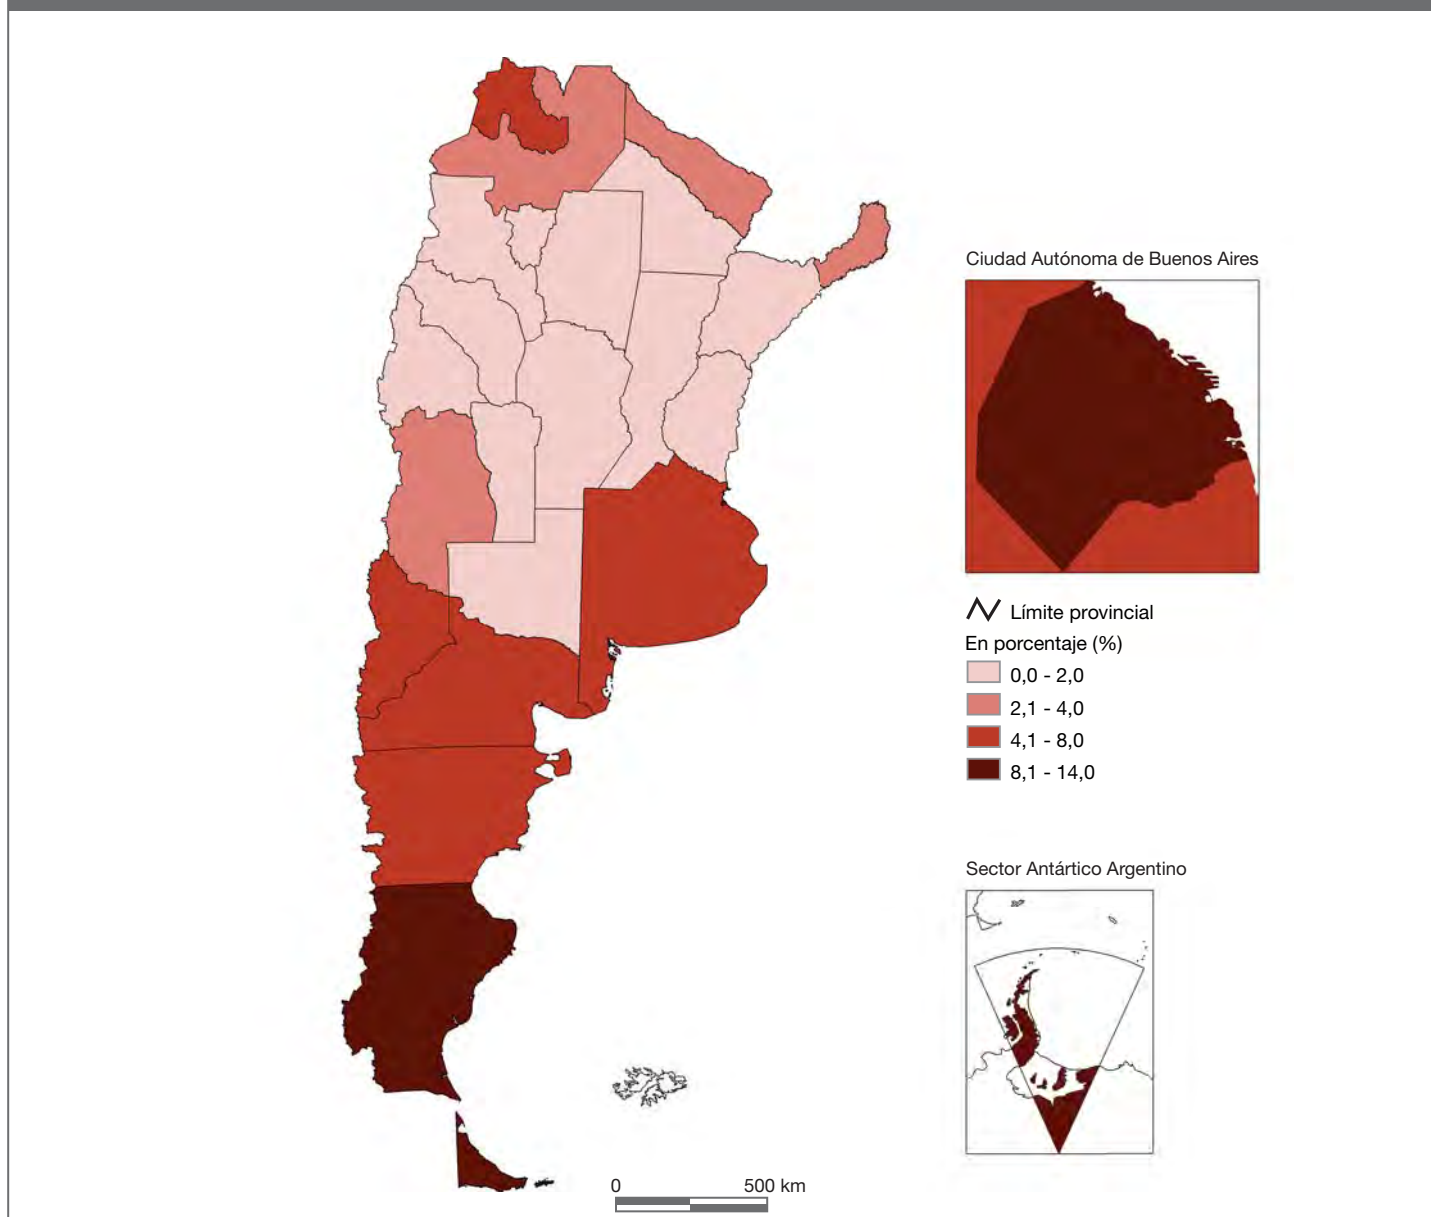 Ciudad Autónoma de Buenos Aires
Límite provincial
En porcentaje (%)
0,0 - 2,0
2,1 - 4,0
4,1 - 8,0
8,1 - 14,0
Sector Antártico Argentino
0 500 km